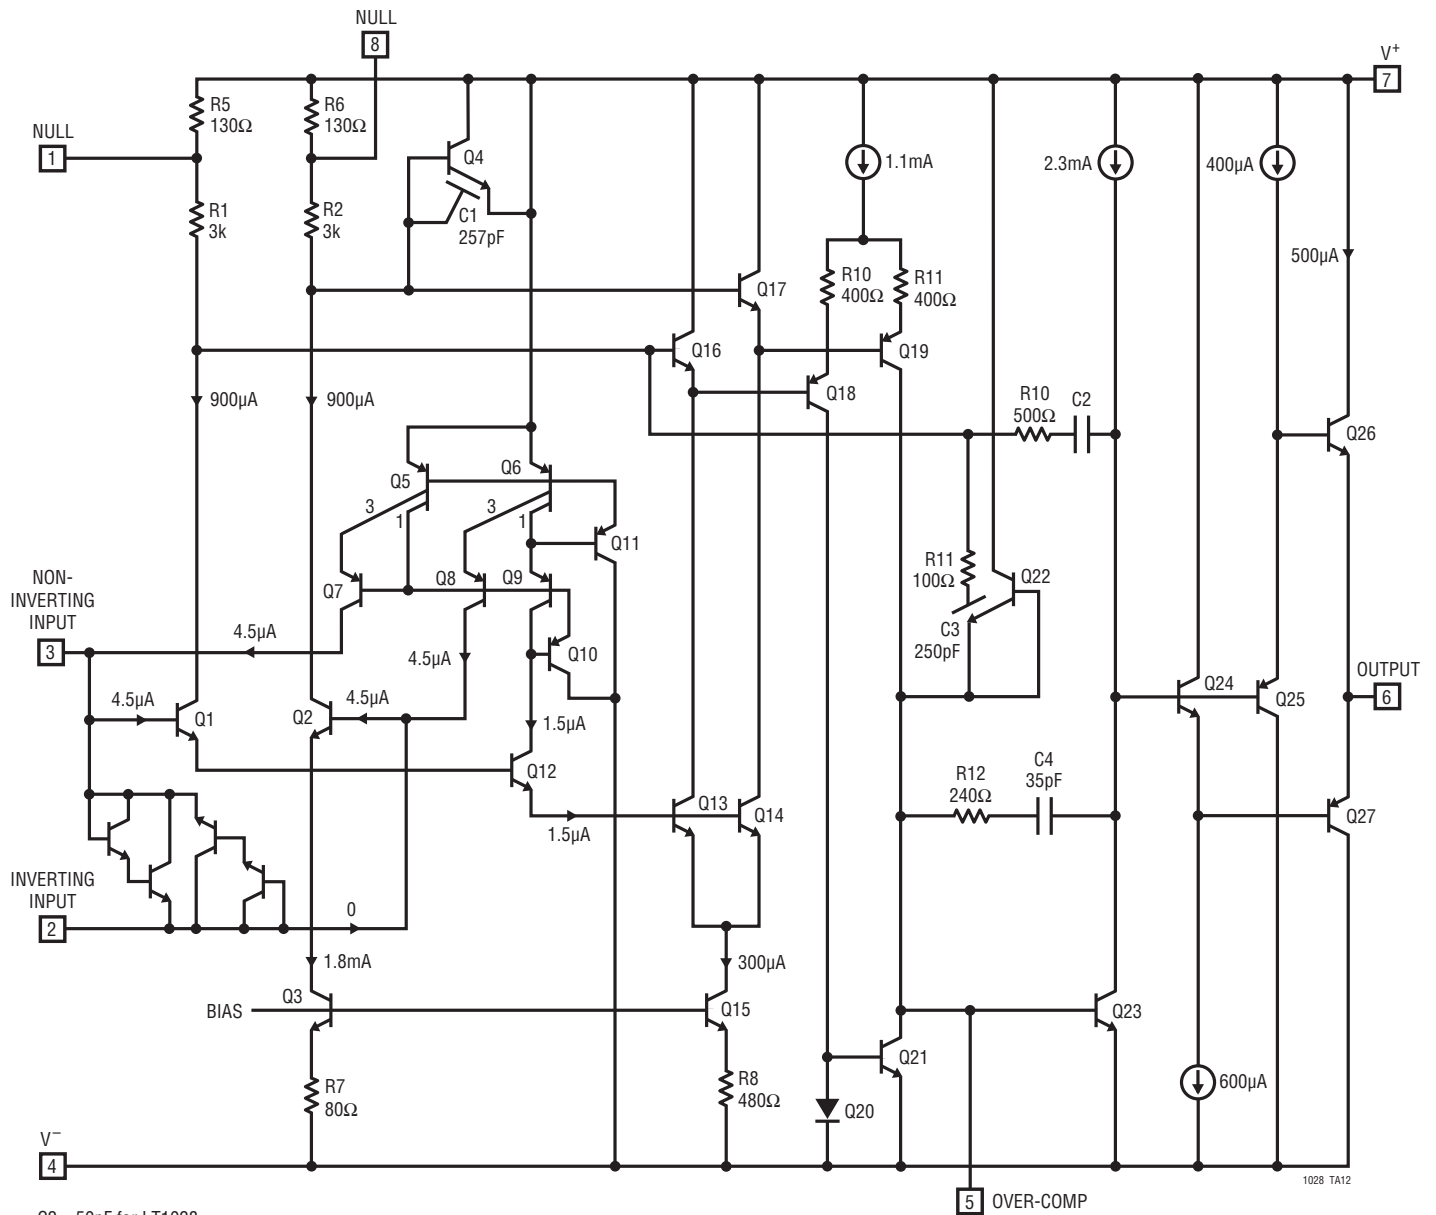 NULL
8
V+
7
R5
130Ω
R6
130Ω
NULL
1
Q4
1.1mA
2.3mA
400µA
R1
3k
R2
3k
C1
257pF
500µA
R10
400Ω
R11
400Ω
Q17
Q16
Q19
Q18
900µA
900µA
R10
500Ω
C2
Q26
Q5
Q6
3
1
3
1
Q11
R11
100Ω
Q22
NON-
INVERTING
INPUT
3
Q7
Q8
Q9
4.5µA
4.5µA
Q10
C3
250pF
OUTPUT
6
4.5µA
Q1
Q2
4.5µA
1.5µA
Q24
Q25
Q12
1.5µA
Q13
Q14
R12
240Ω
C4
35pF
Q27
INVERTING
INPUT
2
0
1.8mA
300µA
Q3
BIAS
Q15
Q23
Q21
R7
80Ω
R8
480Ω
Q20
600µA
V−
4
1028 TA12
5
OVER-COMP